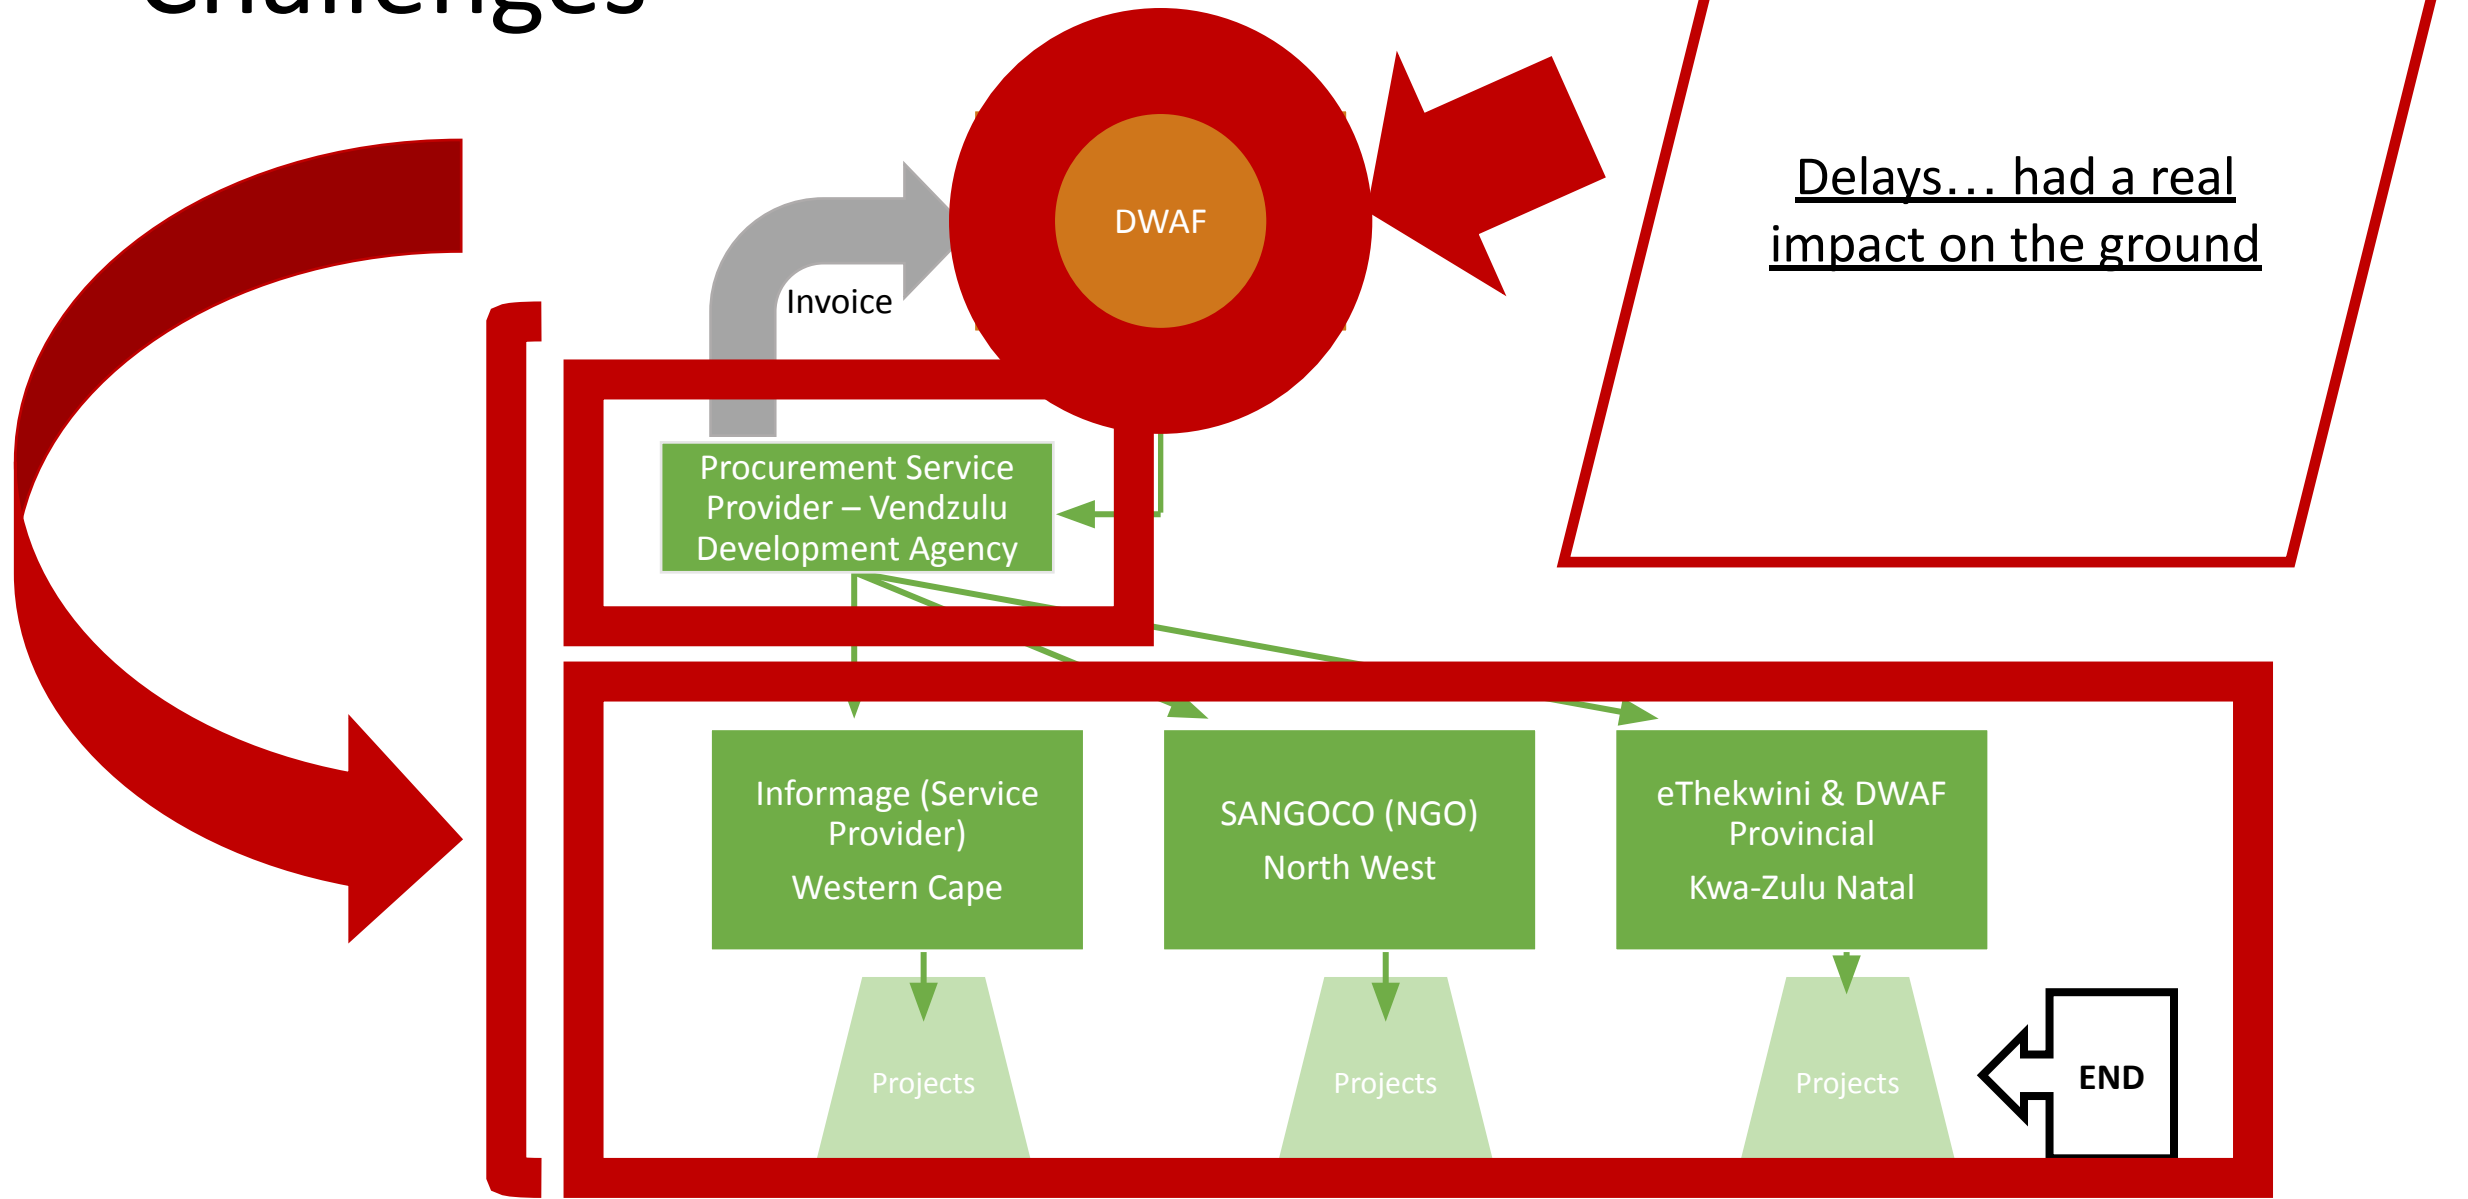 Challenges
Delays... had a real
impact on the ground
DWAF
Invoice
Procurement Service
Provider – Vendzulu
Development Agency
Informage (Service
Provider)
Western Cape
SANGOCO (NGO)
North West
eThekwini & DWAF
Provincial
Kwa-Zulu Natal
Projects
Projects
Projects
END